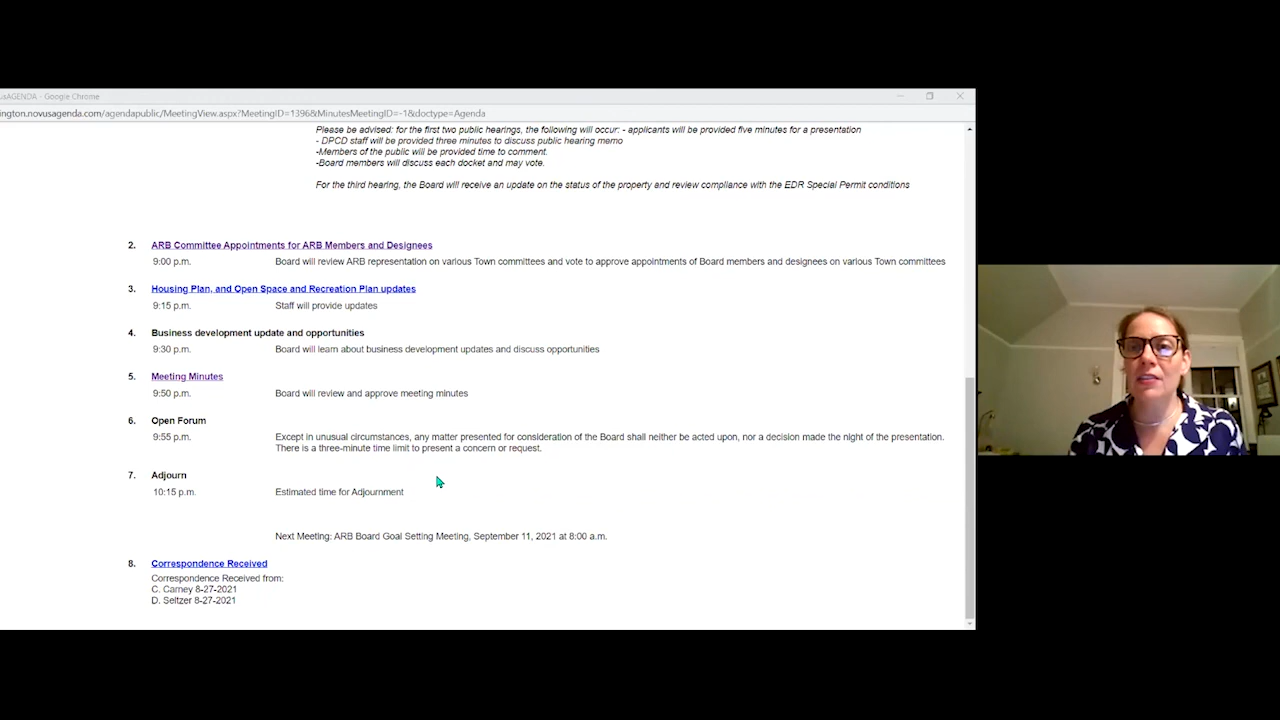 usAGENDA - Google Chrome
ington.novusagenda.com/agendapublic/MeetingView.aspx?MeetingID=1396&MinutesMeetingID=-1&doctype=Agenda
Please be advised: for the first two public hearings, the following will occur: - applicants will be provided five minutes for a presentation
- DPCD staff will be provided three minutes to discuss public hearing memo
-Members of the public will be provided time to comment.
-Board members will discuss each docket and may vote.
For the third hearing, the Board will receive an update on the status of the property and review compliance with the EDR Special Permit conditions
2. ARB Committee Appointments for ARB Members and Designees
9:00 p.m. Board will review ARB representation on various Town committees and vote to approve appointments of Board members and designees on various Town committees
3. Housing Plan, and Open Space and Recreation Plan updates
9:15 p.m. Staff will provide updates
4. Business development update and opportunities
9:30 p.m. Board will learn about business development updates and discuss opportunities
5. Meeting Minutes
9:50 p.m. Board will review and approve meeting minutes
6. Open Forum
9:55 p.m. Except in unusual circumstances, any matter presented for consideration of the Board shall neither be acted upon, nor a decision made the night of the presentation.
There is a three-minute time limit to present a concern or request.
7. Adjourn
10:15 p.m. Estimated time for Adjournment
Next Meeting: ARB Board Goal Setting Meeting, September 11, 2021 at 8:00 a.m.
8. Correspondence Received
Correspondence Received from:
C. Carney 8-27-2021
D. Seltzer 8-27-2021